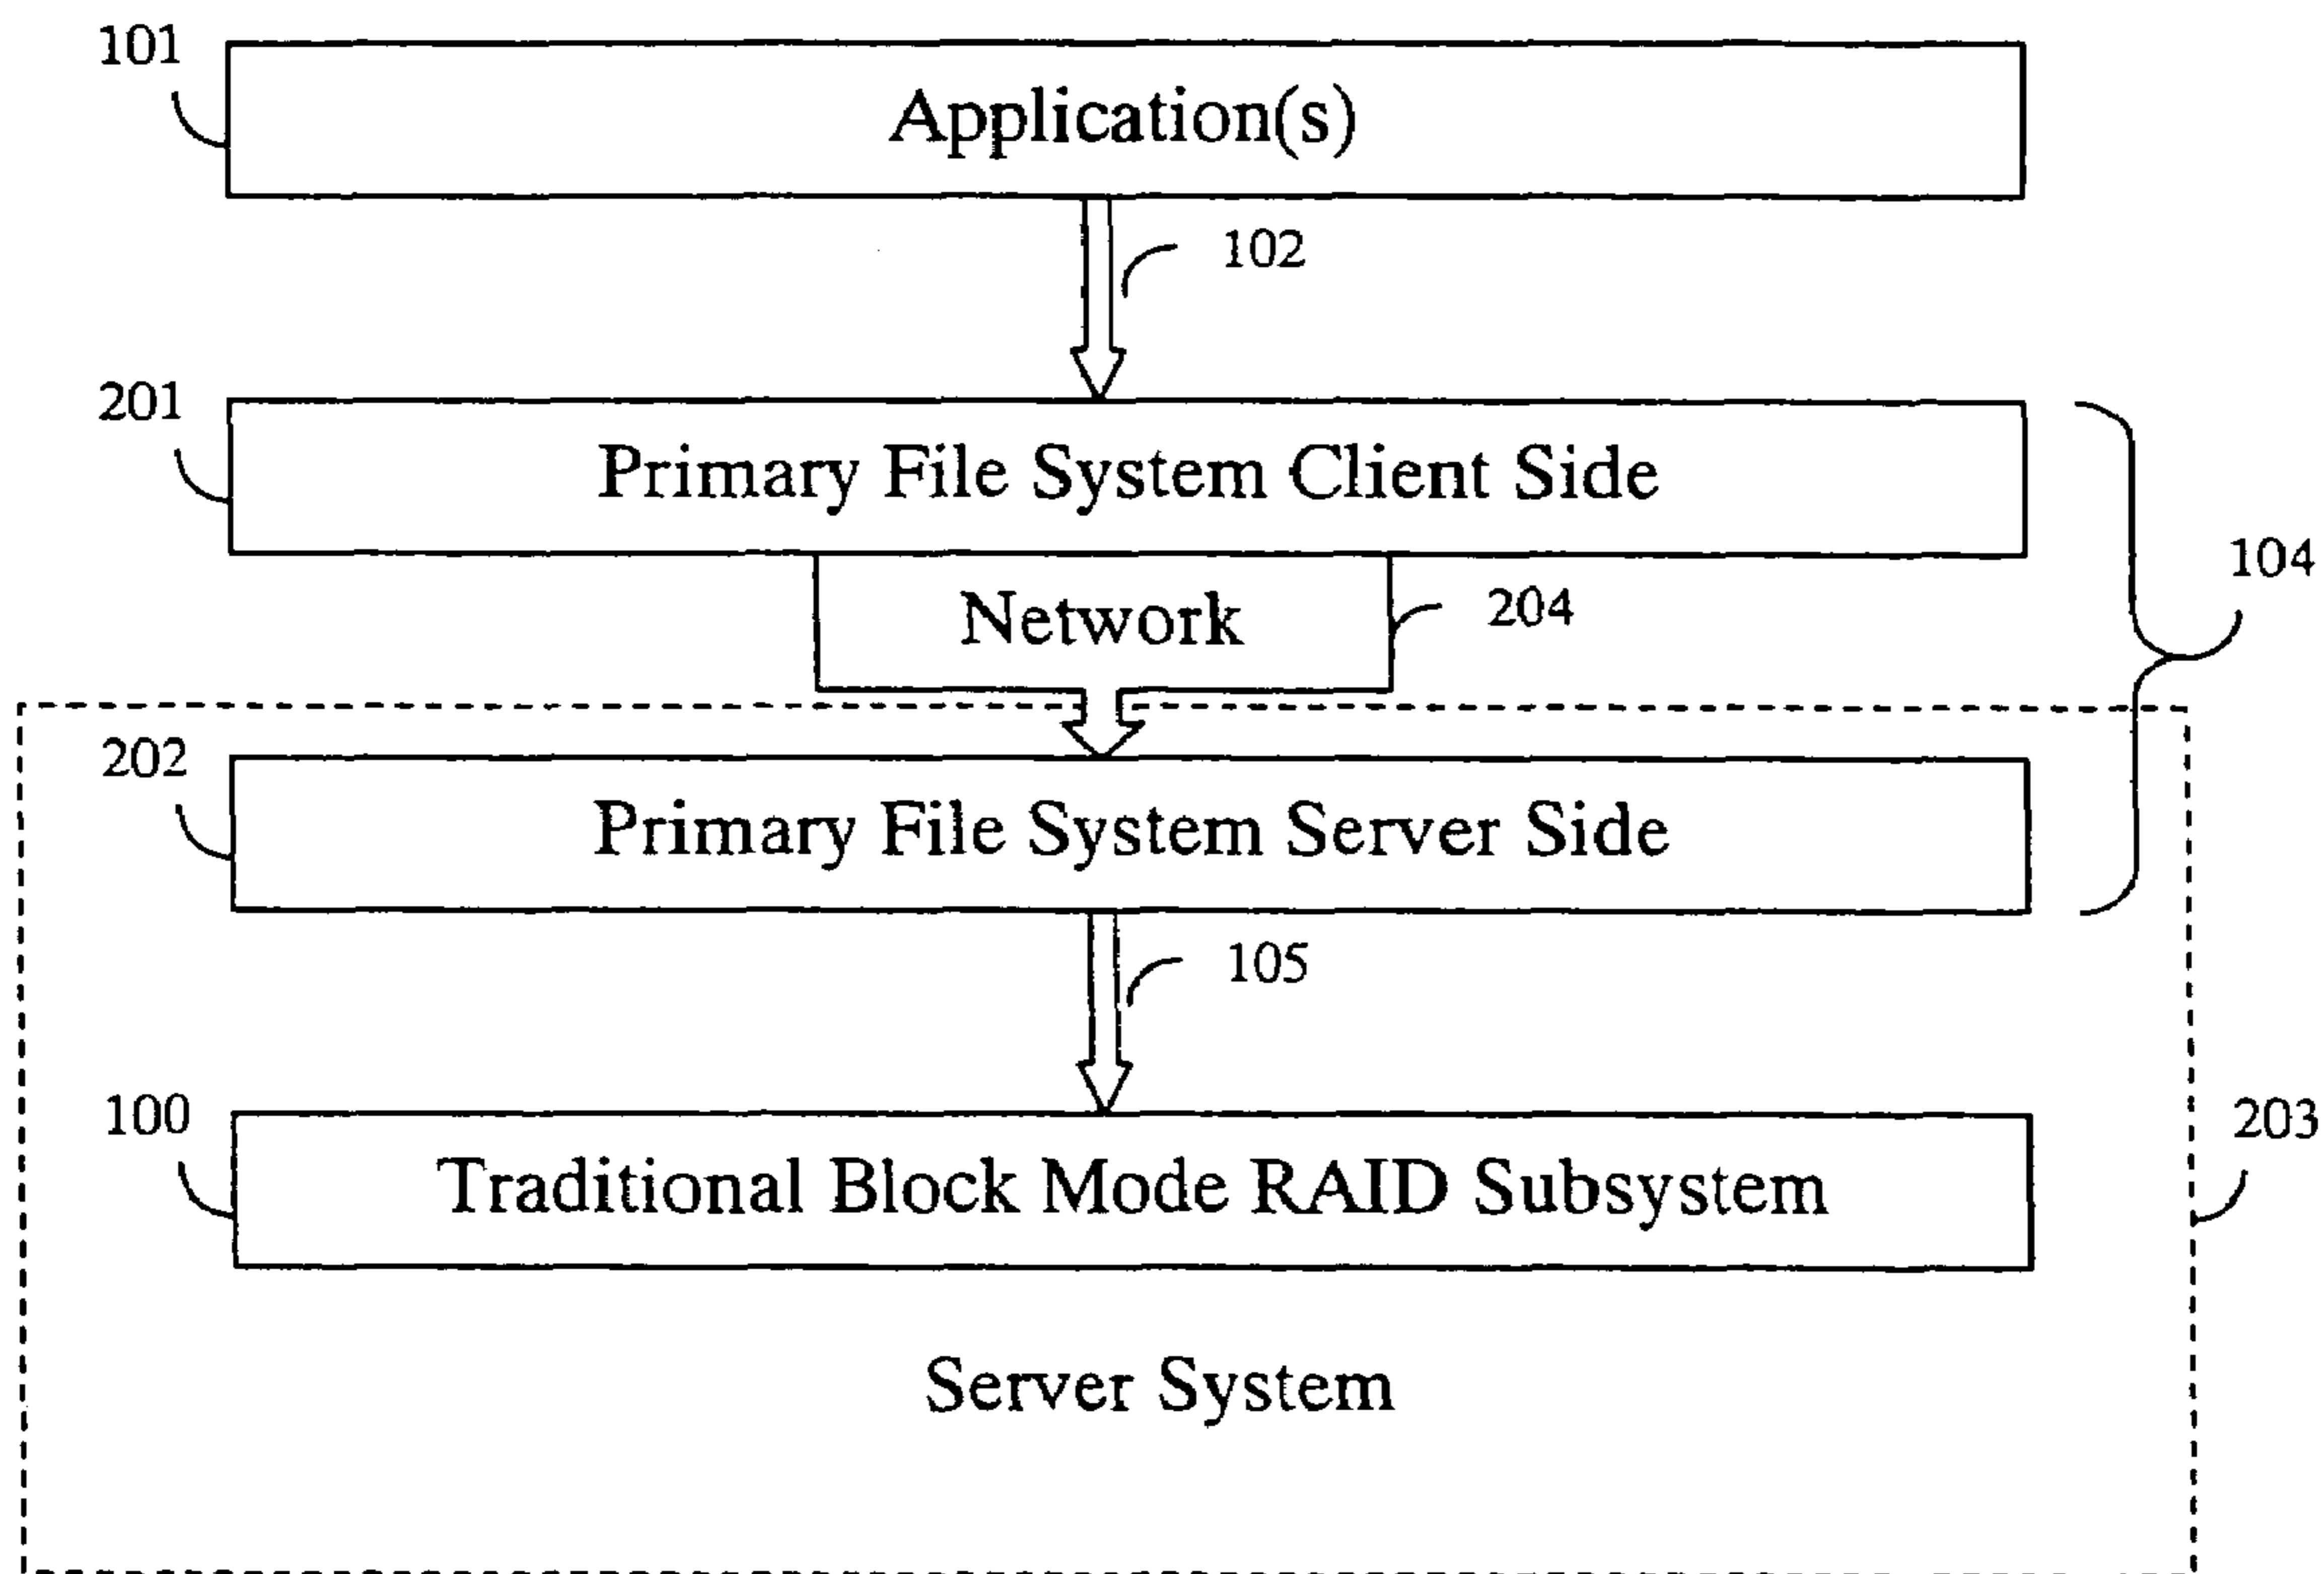 101
Application(s)
102
201
Primary File System Client Side
104
Network
204
202
Primary File System Server Side
105
100
Traditional Block Mode RAID Subsystem
203
Server System